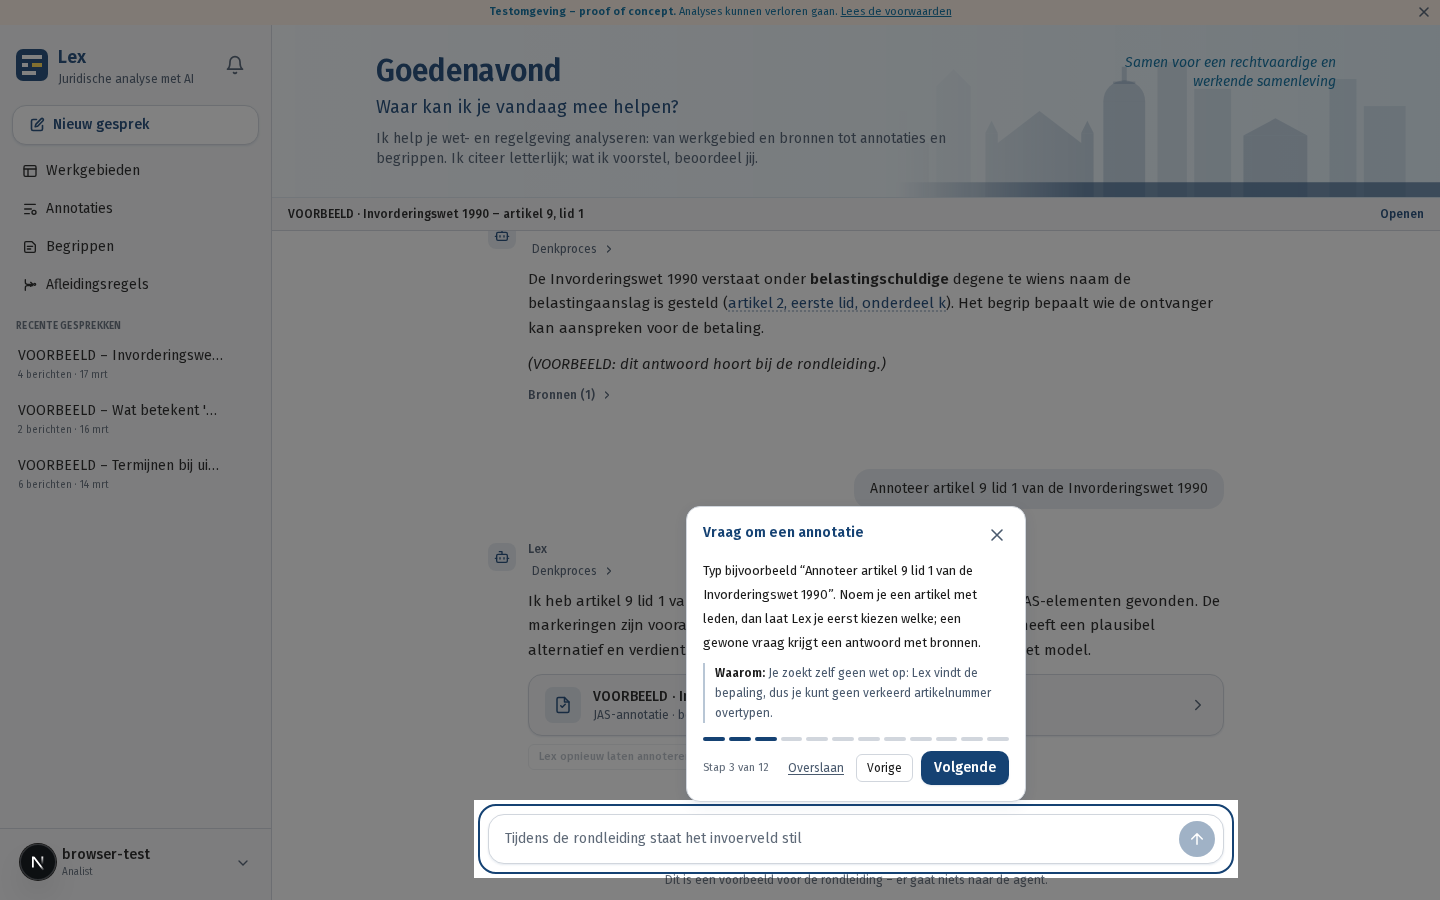 Testomgeving – proof of concept. Analyses kunnen verloren gaan. Lees de voorwaarden
Lex
Juridische analyse met AI
Nieuw gesprek
Werkgebieden
Annotaties
Begrippen
Afleidingsregels
RECENTE GESPREKKEN
VOORBEELD – Invorderingswe…
4 berichten · 17 mrt
VOORBEELD – Wat betekent '…
2 berichten · 16 mrt
VOORBEELD – Termijnen bij ui…
6 berichten · 14 mrt
N
browser-test
Analist
Goedenavond
Waar kan ik je vandaag mee helpen?
Ik help je wet- en regelgeving analyseren: van werkgebied en bronnen tot annotaties en
begrippen. Ik citeer letterlijk; wat ik voorstel, beoordeel jij.
Samen voor een rechtvaardige en
werkende samenleving
VOORBEELD · Invorderingswet 1990 – artikel 9, lid 1
Openen
Denkproces
De Invorderingswet 1990 verstaat onder belastingschuldige degene te wiens naam de
belastingaanslag is gesteld (artikel 2, eerste lid, onderdeel k). Het begrip bepaalt wie de ontvanger
kan aanspreken voor de betaling.
(VOORBEELD: dit antwoord hoort bij de rondleiding.)
Bronnen (1)
Annoteer artikel 9 lid 1 van de Invorderingswet 1990
Lex
Denkproces
Ik heb artikel 9 lid 1 va
AS-elementen gevonden. De
markeringen zijn voora
heeft een plausibel
alternatief en verdient
et model.
VOORBEELD · In
JAS-annotatie · b
Lex opnieuw laten annotere
Vraag om een annotatie
Typ bijvoorbeeld “Annoteer artikel 9 lid 1 van de
Invorderingswet 1990”. Noem je een artikel met
leden, dan laat Lex je eerst kiezen welke; een
gewone vraag krijgt een antwoord met bronnen.
Waarom: Je zoekt zelf geen wet op: Lex vindt de
bepaling, dus je kunt geen verkeerd artikelnummer
overtypen.
Stap 3 van 12
Overslaan
Vorige
Volgende
Tijdens de rondleiding staat het invoerveld stil
Dit is een voorbeeld voor de rondleiding – er gaat niets naar de agent.